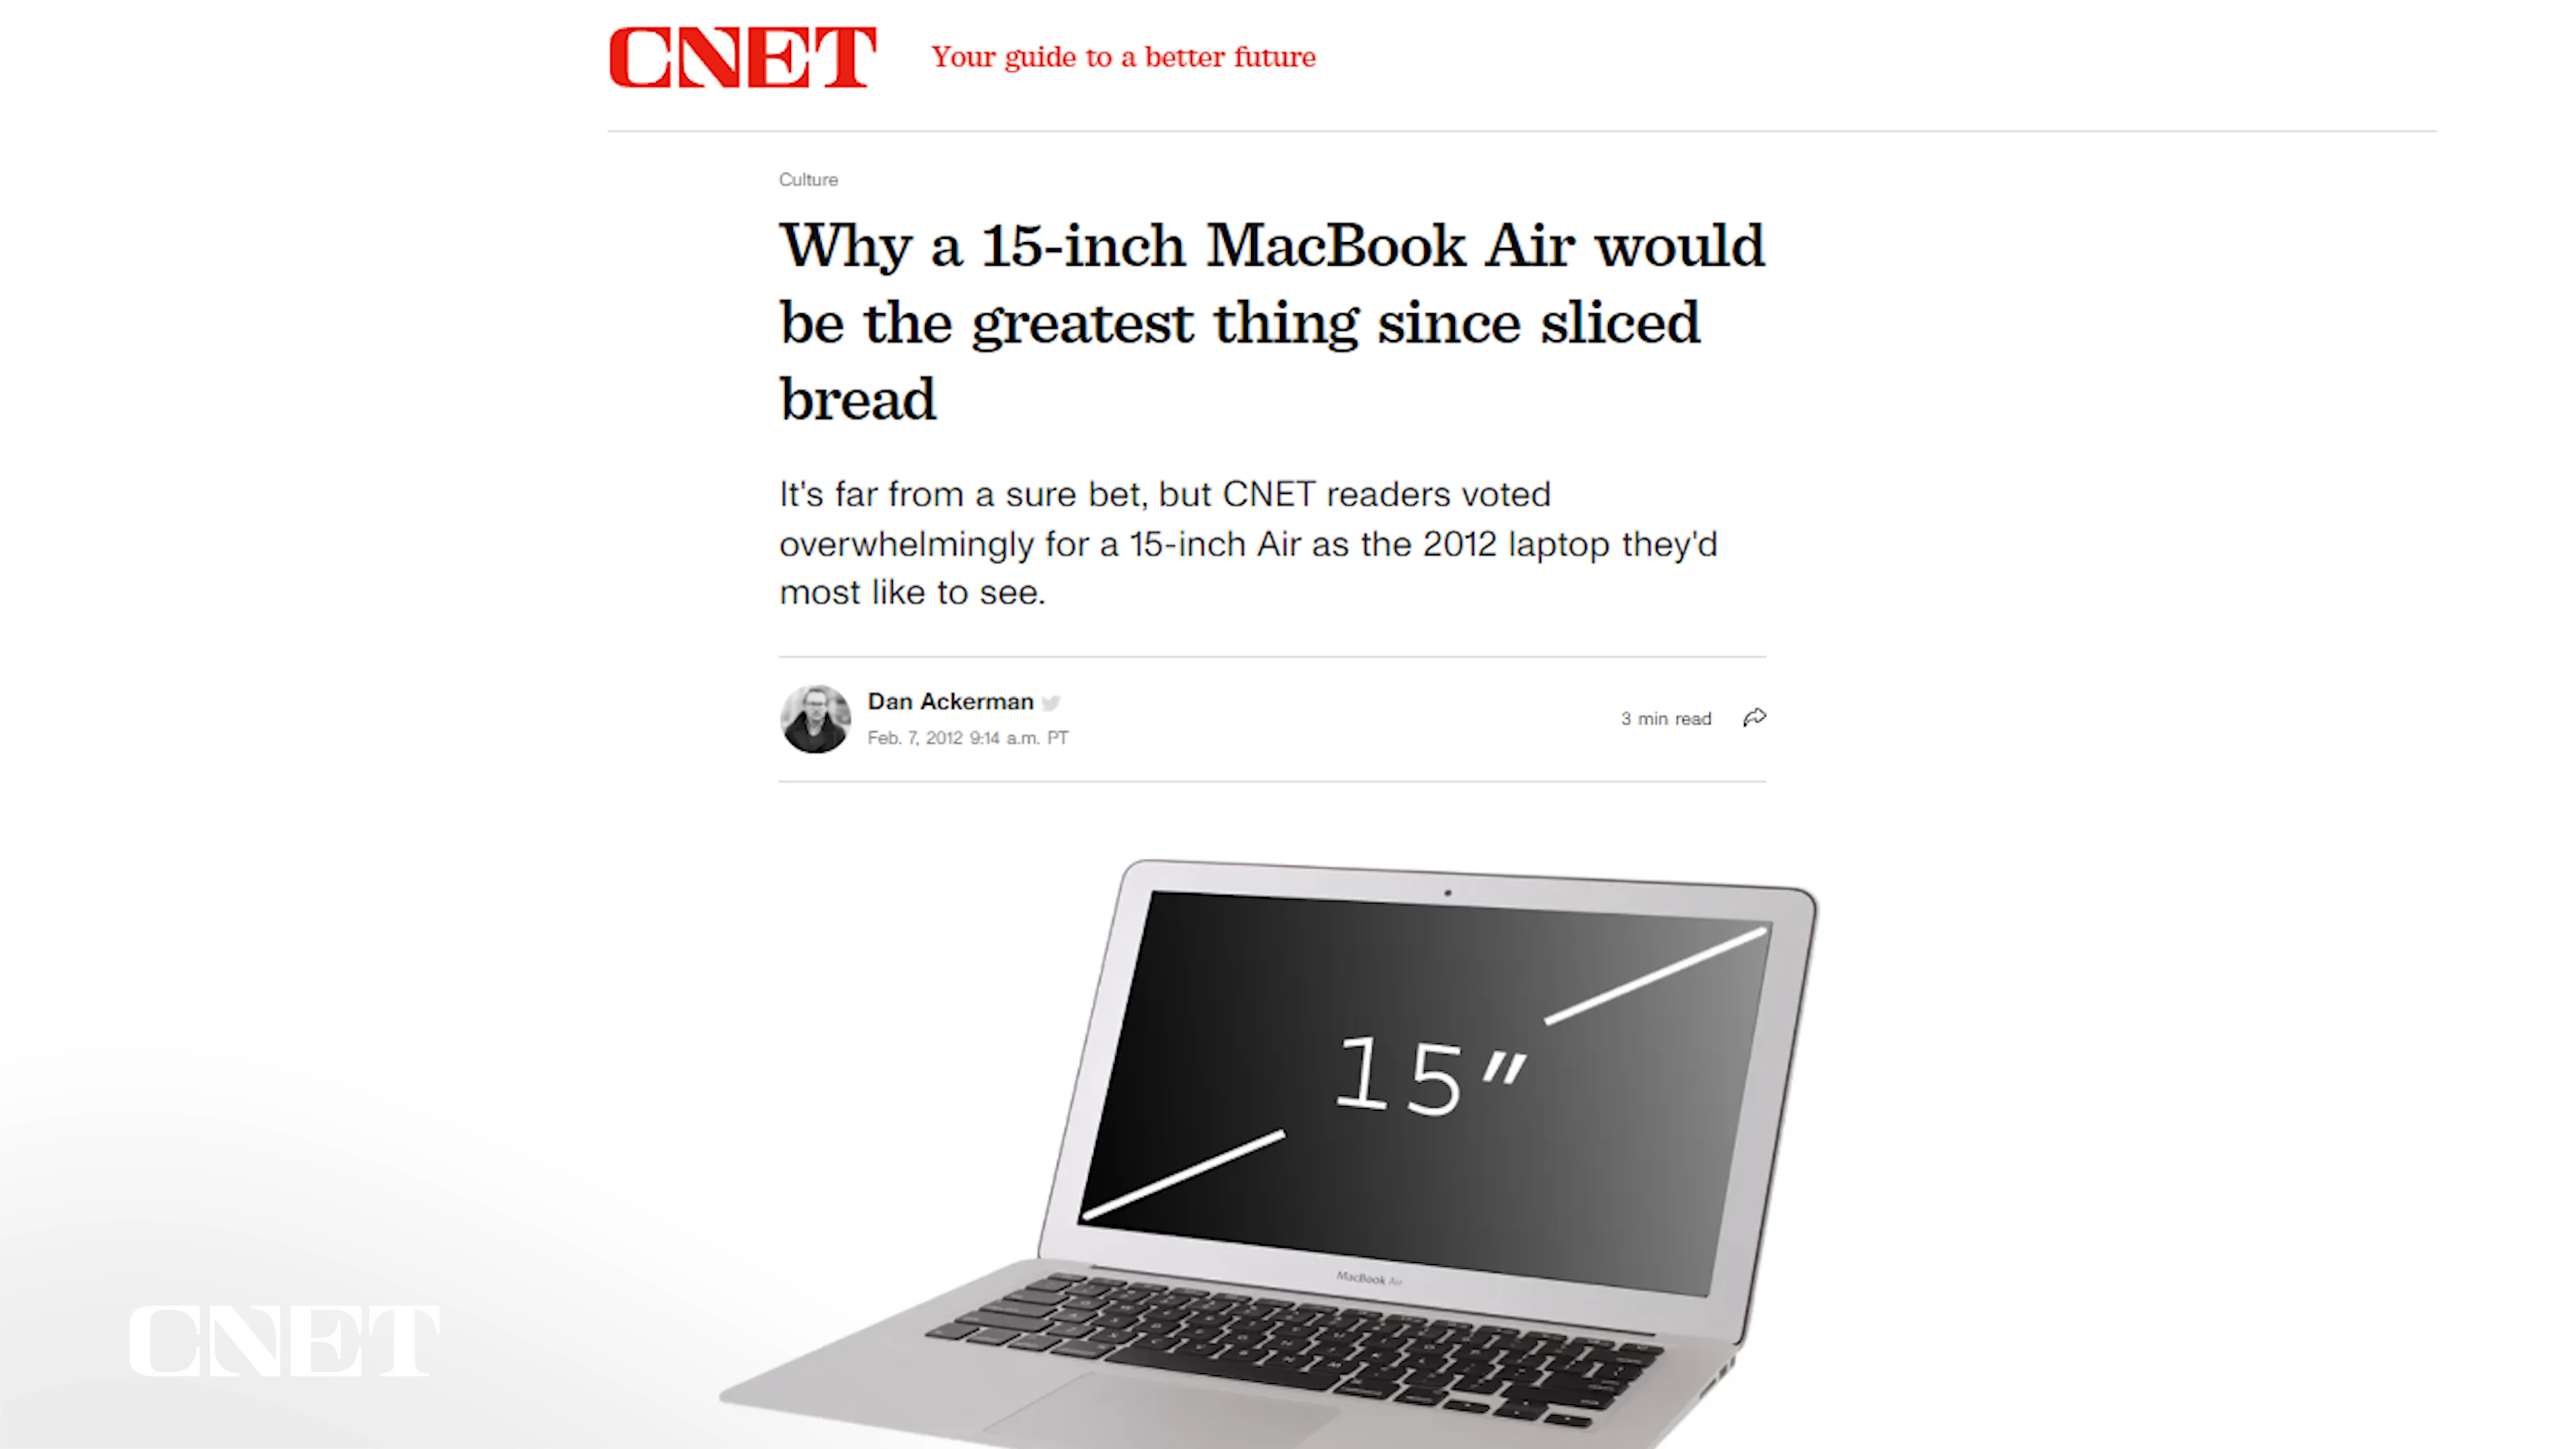 CNET Your guide to a better future
Culture
Why a 15-inch MacBook Air would
be the greatest thing since sliced
bread
It's far from a sure bet, but CNET readers voted
overwhelmingly for a 15-inch Air as the 2012 laptop they'd
most like to see.
Dan Ackerman
Feb. 7, 2012 9:14 a.m. PT
3 min read
15"
MacBook Air
CNET